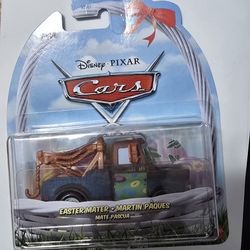 Disney · PIXAR
Cars
EASTER MATER • MARTIN PÂQUES
MATE PASCUA